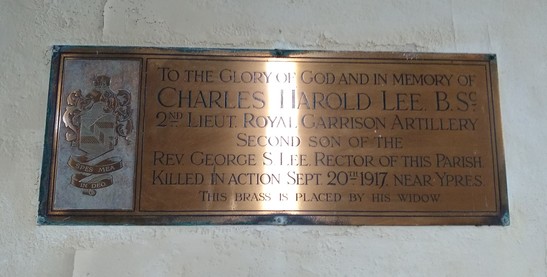 TO THE GLORY OF GOD AND IN MEMORY OF
CHARLES HAROLD LEE. B.SC.
2ND LIEUT. ROYAL GARRISON ARTILLERY
SECOND SON OF THE
REV. GEORGE S. LEE, RECTOR OF THIS PARISH
KILLED IN ACTION SEPT. 20TH 1917, NEAR YPRES.
THIS BRASS IS PLACED BY HIS WIDOW.
SPES MEA
IN DEO